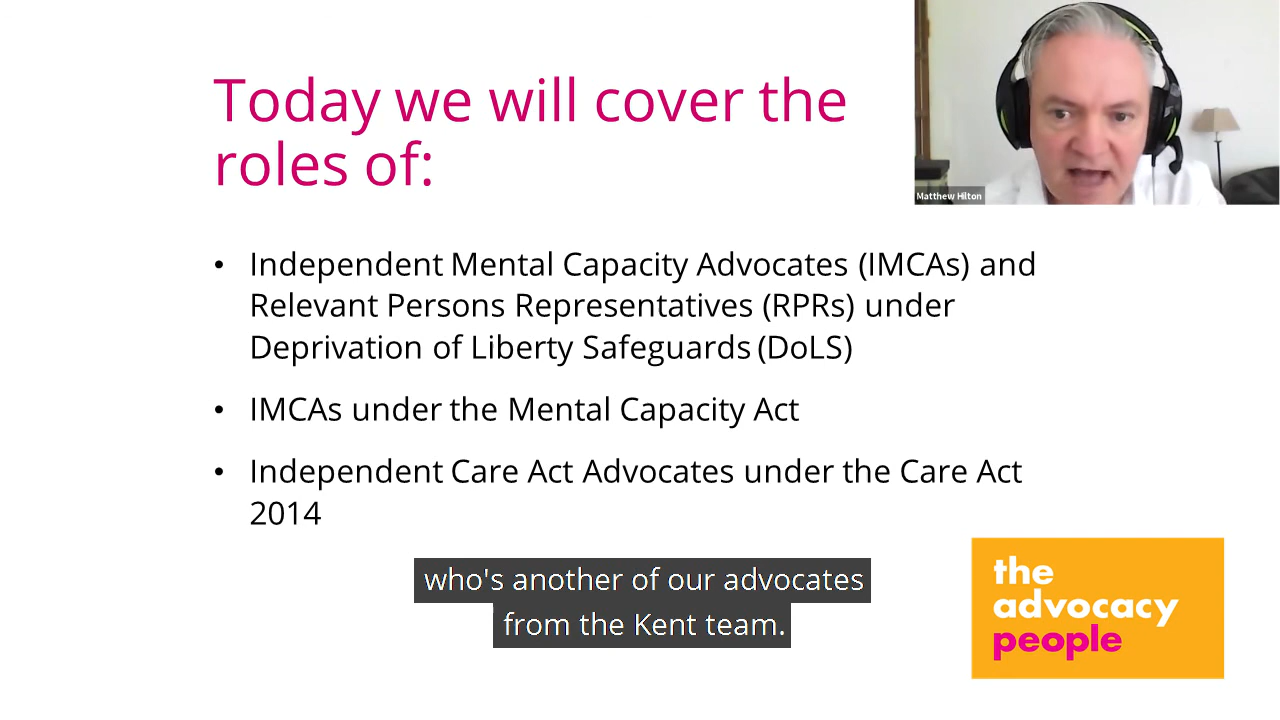 Today we will cover the
roles of:
Matthew Hilton
• Independent Mental Capacity Advocates (IMCAs) and
Relevant Persons Representatives (RPRs) under
Deprivation of Liberty Safeguards (DoLS)
• IMCAs under the Mental Capacity Act
• Independent Care Act Advocates under the Care Act
2014
who's another of our advocates
from the Kent team.
the
advocacy
people